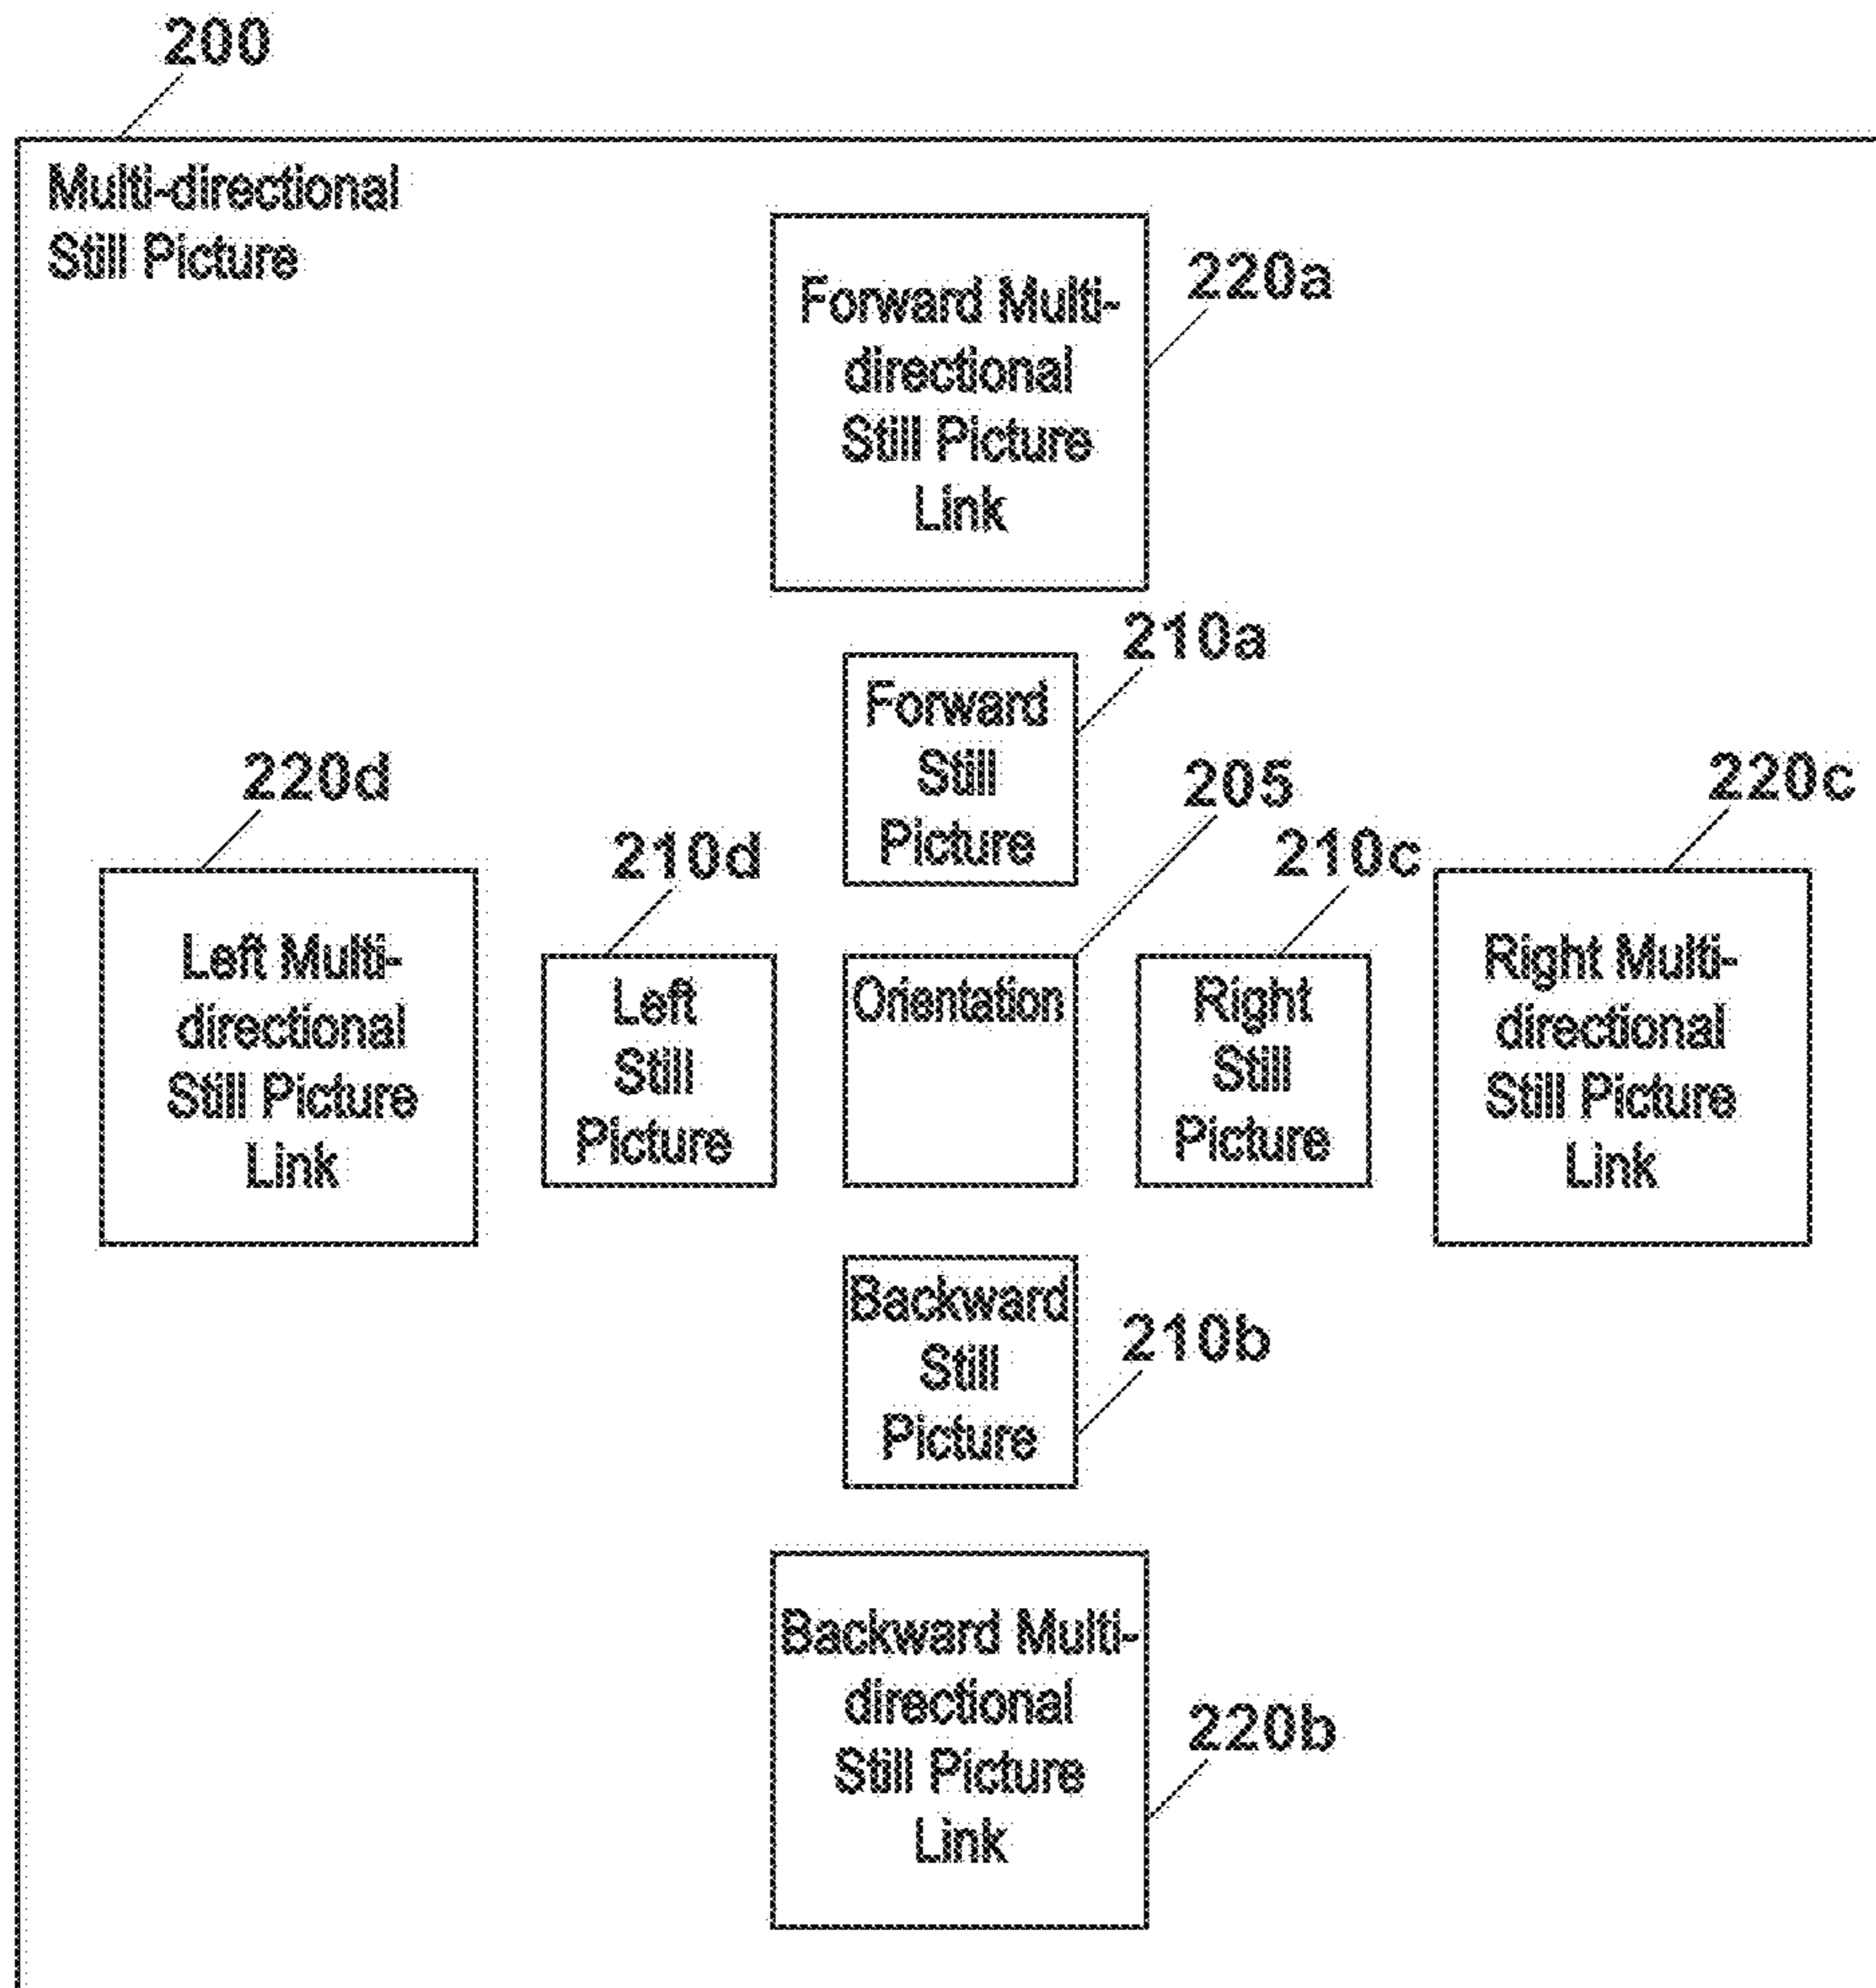 200
Multi-directional
Still Picture
Forward Multi-
directional
Still Picture
Link
220a
Forward
Still
Picture
210a
220d
Left Multi-
directional
Still Picture
Link
210d
Left
Still
Picture
205
Orientation
210c
Right
Still
Picture
220c
Right Multi-
directional
Still Picture
Link
Backward
Still
Picture
210b
Backward Multi-
directional
Still Picture
Link
220b